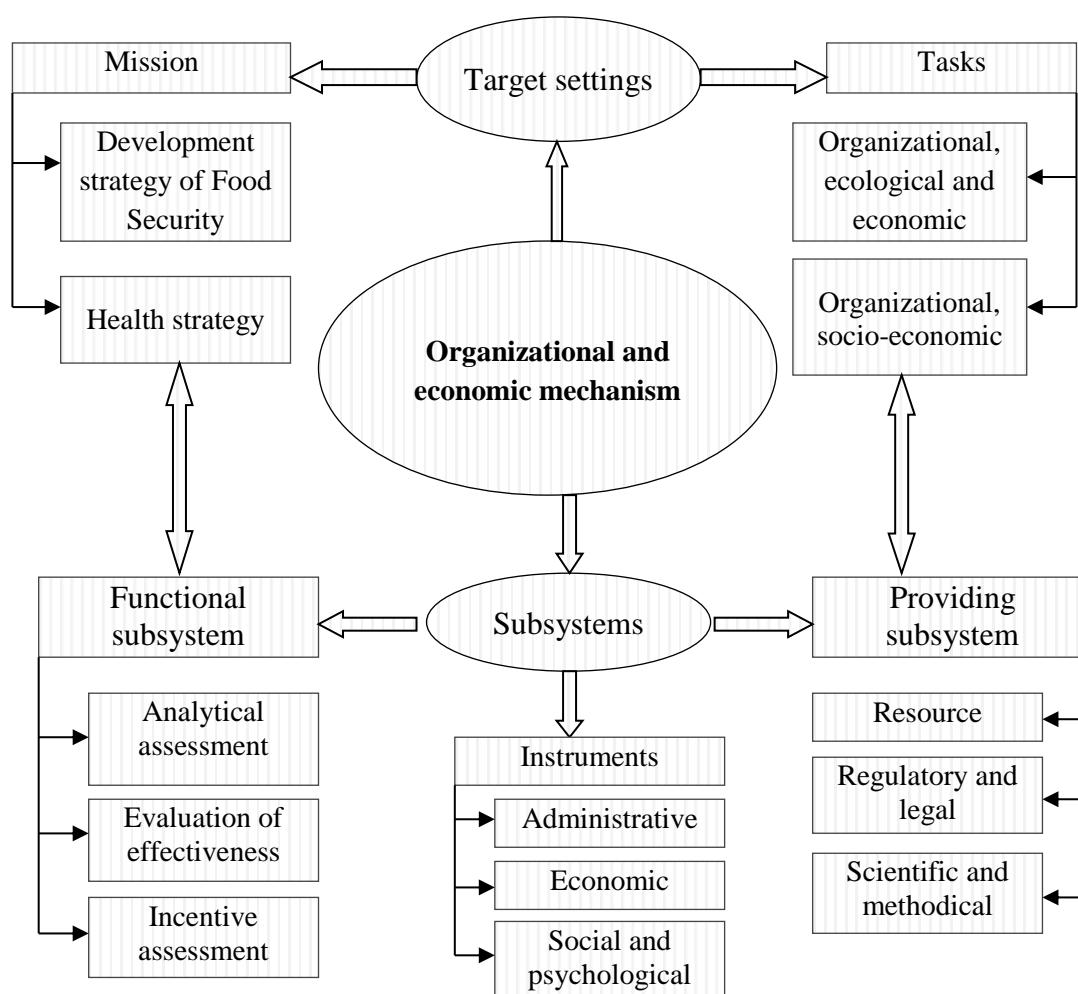 Mission
Target settings
Tasks
Development
strategy of Food
Security
Organizational,
ecological and
economic
Health strategy
Organizational,
socio-economic
Organizational and
economic mechanism
Functional
subsystem
Subsystems
Providing
subsystem
Analytical
assessment
Evaluation of
effectiveness
Incentive
assessment
Instruments
Administrative
Economic
Social and
psychological
Resource
Regulatory and
legal
Scientific and
methodical